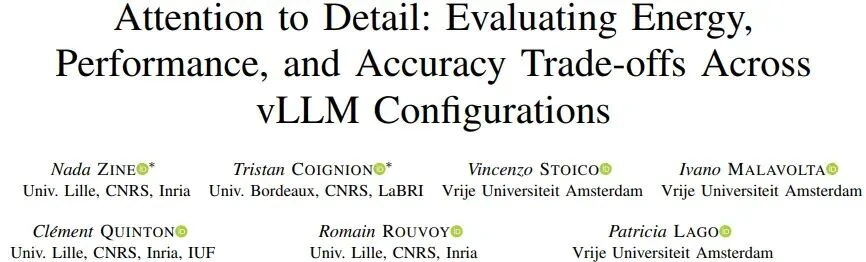 Attention to Detail: Evaluating Energy,
Performance, and Accuracy Trade-offs Across
vLLM Configurations
Nada ZINE* Tristan COIGNION* Vincenzo STOICO Ivano MALAVOLTA
Univ. Lille, CNRS, Inria Univ. Bordeaux, CNRS, LaBRI Vrije Universiteit Amsterdam Vrije Universiteit Amsterdam
Clément QUINTON Romain ROUVOY Patricia LAGO
Univ. Lille, CNRS, Inria, IUF Univ. Lille, CNRS, Inria Vrije Universiteit Amsterdam